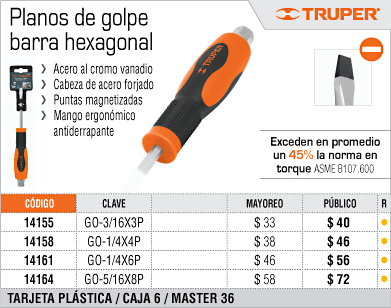 Planos de golpe
barra hexagonal
TRUPER
Acero al cromo vanadio
Cabeza de acero forjado
Puntas magnetizadas
Mango ergonómico
antiderrapante
TRUPER
Exceden en promedio
un 45% la norma en
torque ASME B107.600
CÓDIGO CLAVE MAYOREO PÚBLICO R
14155 GO-3/16X3P $ 33 $ 40
14158 GO-1/4X4P $ 38 $ 46
14161 GO-1/4X6P $ 46 $ 56
14164 GO-5/16X8P $ 58 $ 72
TARJETA PLÁSTICA / CAJA 6 / MASTER 36